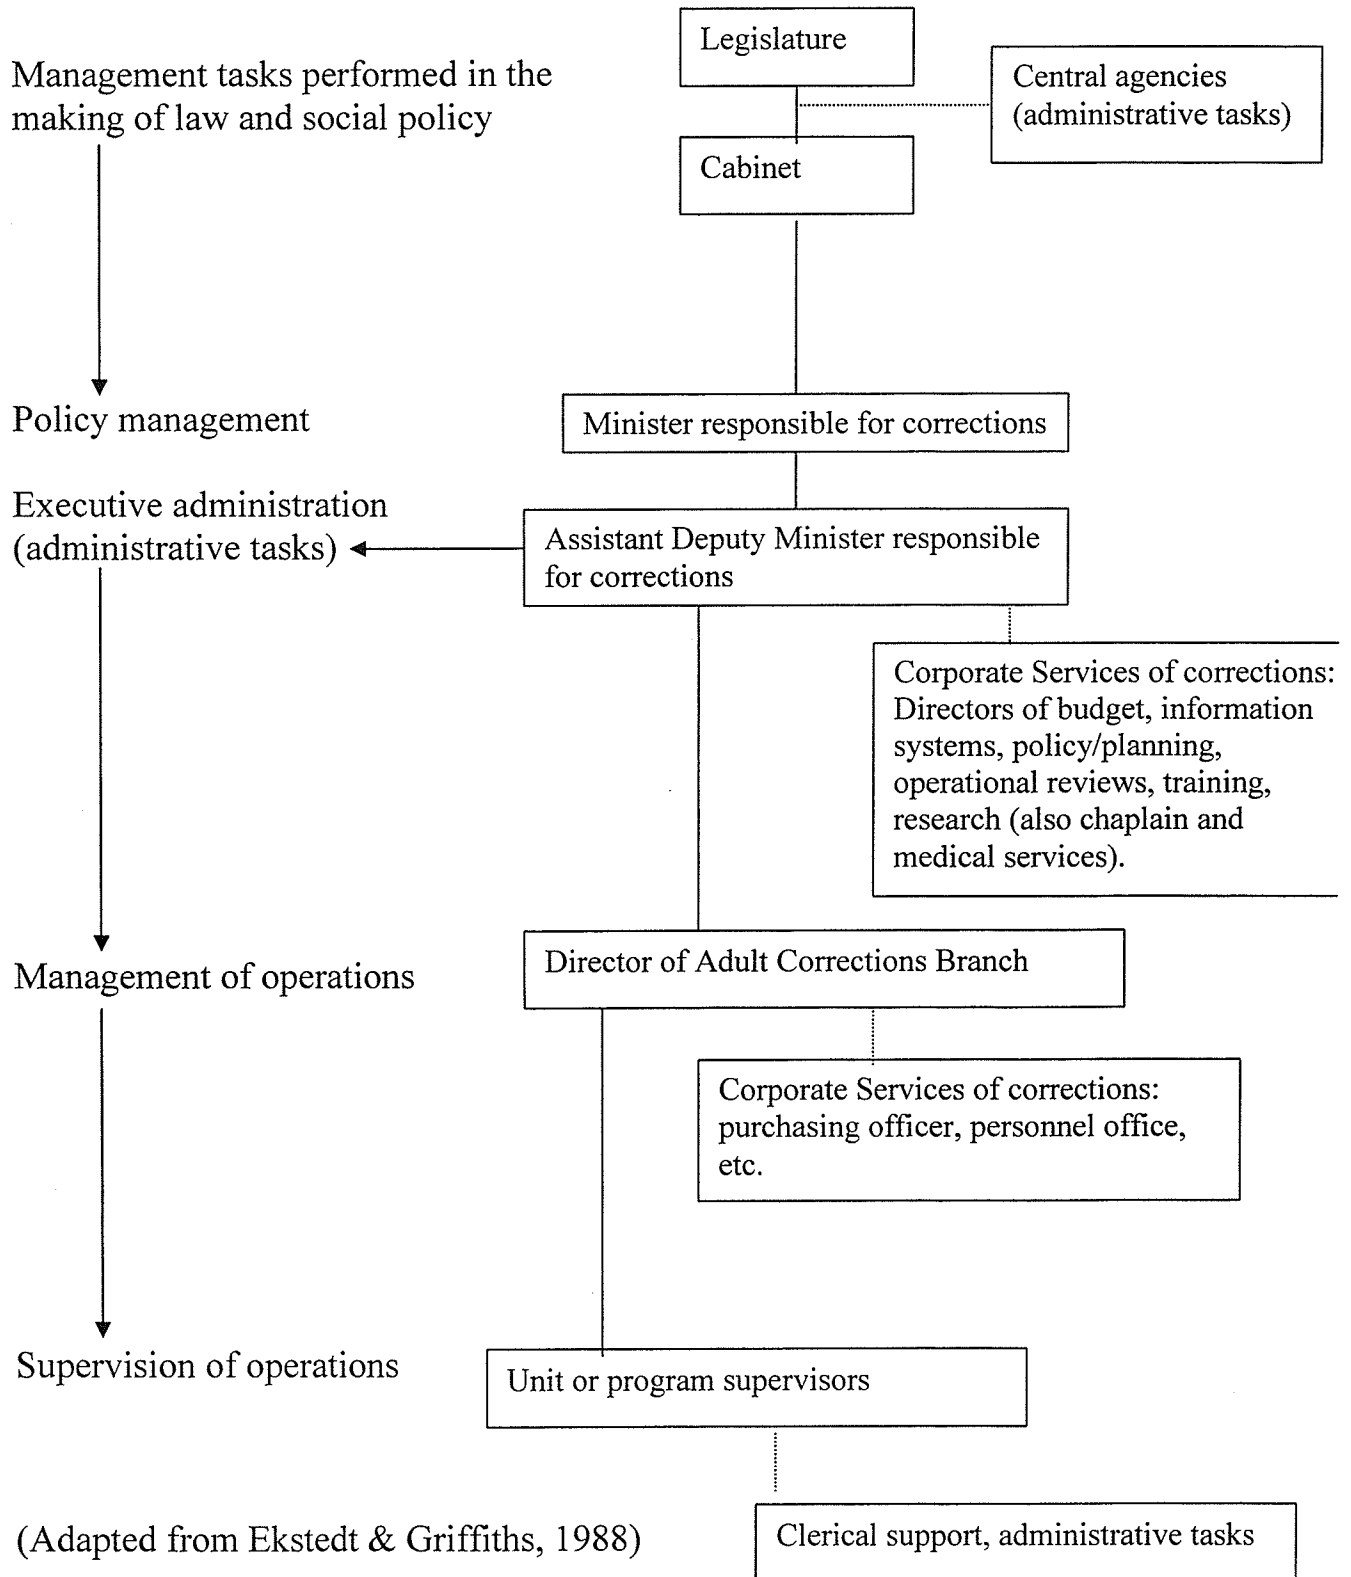 Legislature
Management tasks performed in the
making of law and social policy
Central agencies
(administrative tasks)
Cabinet
Policy management
Minister responsible for corrections
Executive administration
(administrative tasks)
Assistant Deputy Minister responsible
for corrections
Corporate Services of corrections:
Directors of budget, information
systems, policy/planning,
operational reviews, training,
research (also chaplain and
medical services).
Management of operations
Director of Adult Corrections Branch
Corporate Services of corrections:
purchasing officer, personnel office,
etc.
Supervision of operations
Unit or program supervisors
(Adapted from Ekstedt & Griffiths, 1988)
Clerical support, administrative tasks